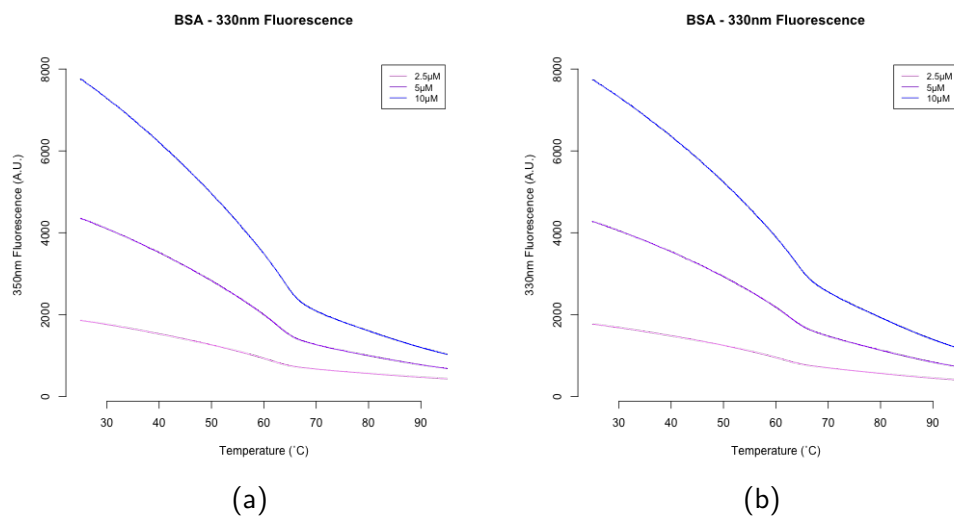 BSA - 330nm Fluorescence
350nm Fluorescence (A.U.)
8000
6000
4000
2000
0
2.5µM
5µM
10µM
30 40 50 60 70 80 90
Temperature (˚C)
(a)
BSA - 330nm Fluorescence
330nm Fluorescence (A.U.)
8000
6000
4000
2000
0
2.5µM
5µM
10µM
30 40 50 60 70 80 90
Temperature (˚C)
(b)